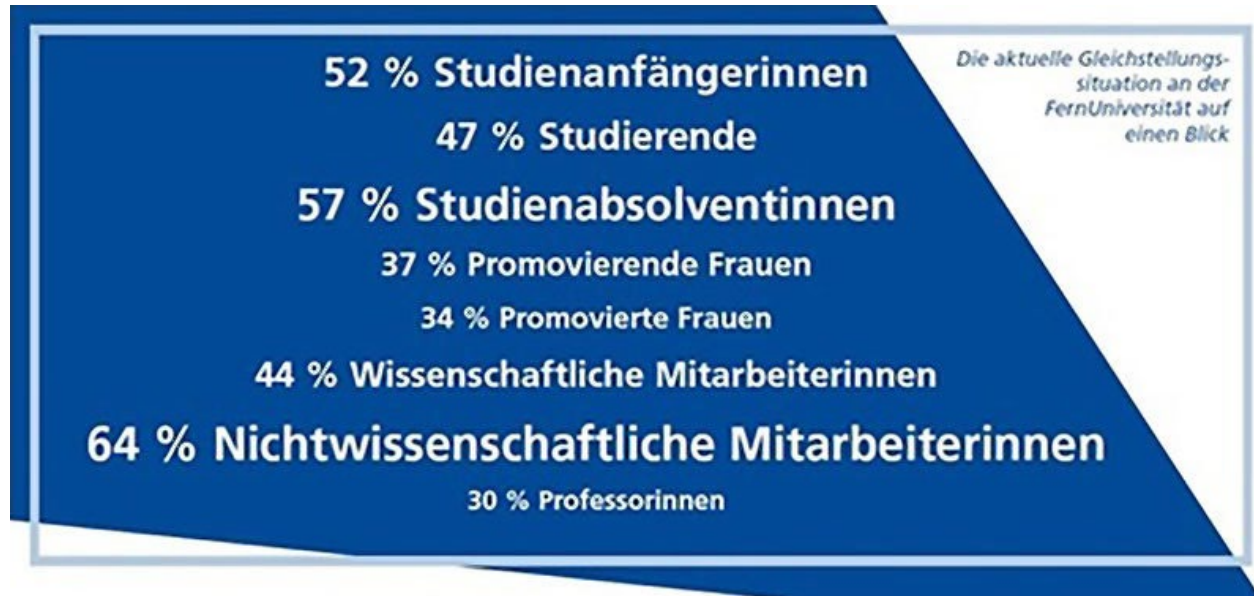 52 % Studienanfängerinnen
47 % Studierende
57 % Studienabsolventinnen
37 % Promovierende Frauen
34 % Promovierte Frauen
44 % Wissenschaftliche Mitarbeiterinnen
64 % Nichtwissenschaftliche Mitarbeiterinnen
30 % Professorinnen
Die aktuelle Gleichstellungs-
situation an der
FernUniversität auf
einen Blick